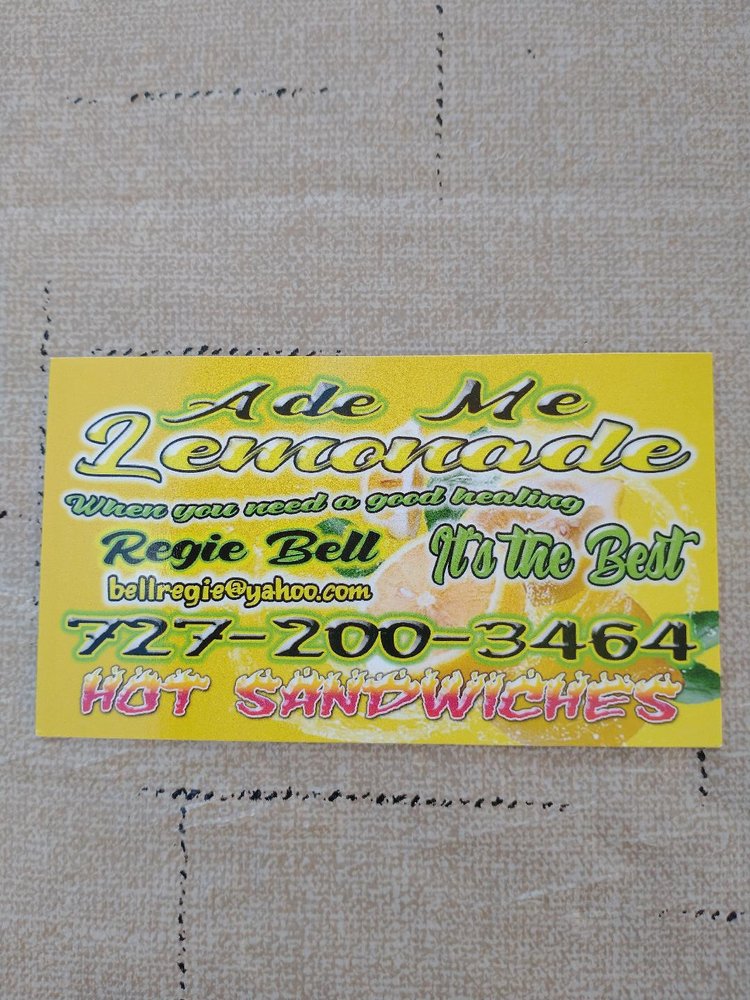 Ade Me
Lemonade
When you need a good healing
Regie Bell
It's the Best
bellregie@yahoo.com
727-200-3464
HOT SANDWICHES